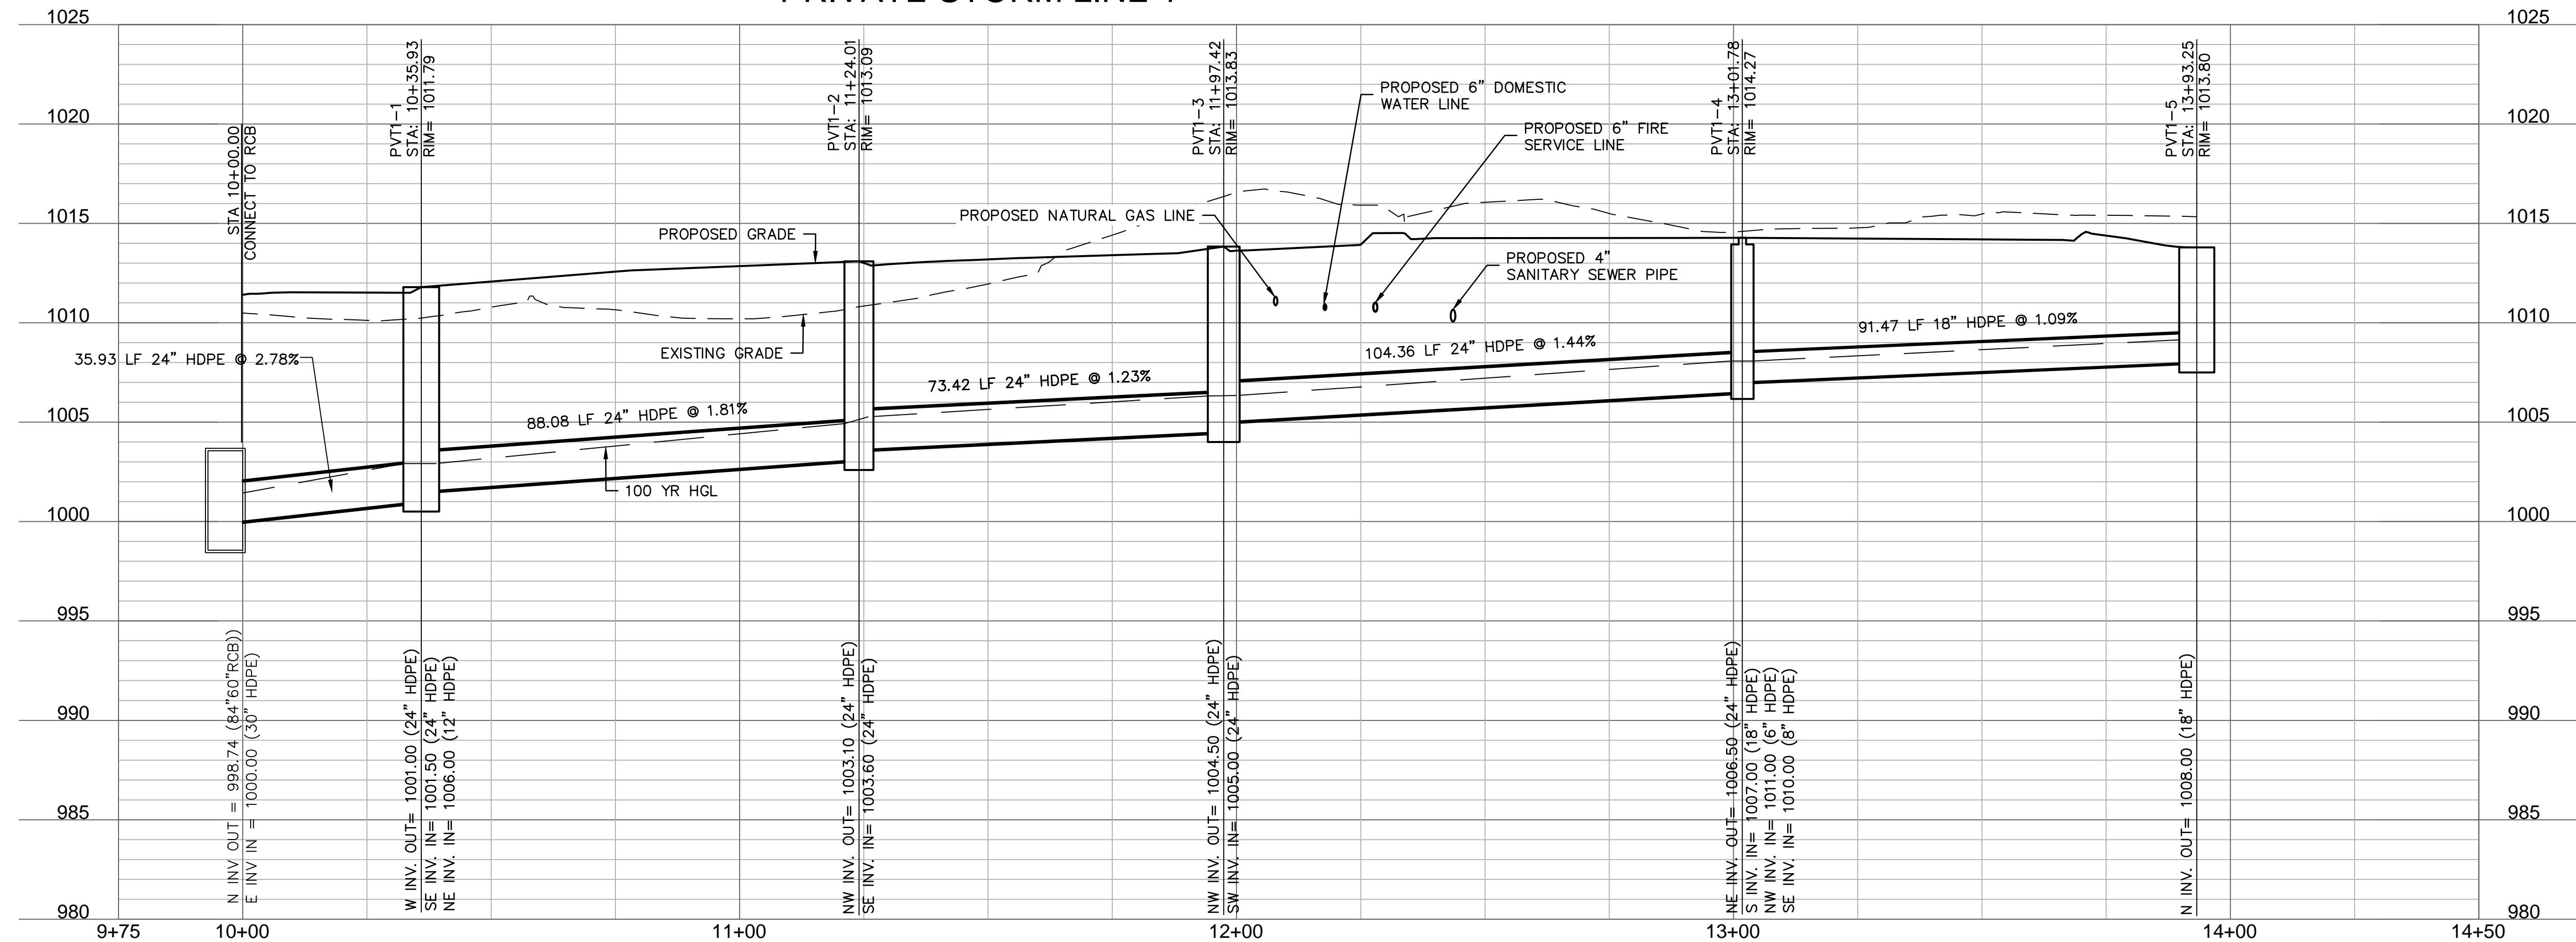 1025
1025
1020
1020
1015
1015
1010
1010
1005
1005
1000
1000
995
995
990
990
985
985
980
980
9+75
10+00
11+00
12+00
13+00
14+00
14+50
STA 10+00.00
CONNECT TO RCB
PVT1-1
STA: 10+35.93
RIM= 1011.79
PVT1-2
STA: 11+24.01
RIM= 1013.09
PVT1-3
STA: 11+97.42
RIM= 1013.83
PVT1-4
STA: 13+01.78
RIM= 1014.27
PVT1-5
STA: 13+93.25
RIM= 1013.80
PROPOSED 6" DOMESTIC
WATER LINE
PROPOSED 6" FIRE
SERVICE LINE
PROPOSED NATURAL GAS LINE
PROPOSED GRADE
PROPOSED 4"
SANITARY SEWER PIPE
EXISTING GRADE
35.93 LF 24" HDPE @ 2.78%
88.08 LF 24" HDPE @ 1.81%
73.42 LF 24" HDPE @ 1.23%
104.36 LF 24" HDPE @ 1.44%
91.47 LF 18" HDPE @ 1.09%
100 YR HGL
N INV OUT = 998.74 (84"60"RCB))
E INV IN = 1000.00 (30" HDPE)
W INV. OUT= 1001.00 (24" HDPE)
SE INV. IN= 1001.50 (24" HDPE)
NE INV. IN= 1006.00 (12" HDPE)
NW INV. OUT= 1003.10 (24" HDPE)
SE INV. IN= 1003.60 (24" HDPE)
NW INV. OUT= 1004.50 (24" HDPE)
SW INV. IN= 1005.00 (24" HDPE)
NE INV. OUT= 1006.50 (24" HDPE)
S INV. IN= 1007.00 (18" HDPE)
NW INV. IN= 1011.00 (6" HDPE)
SE INV. IN= 1010.00 (8" HDPE)
N INV. OUT= 1008.00 (18" HDPE)